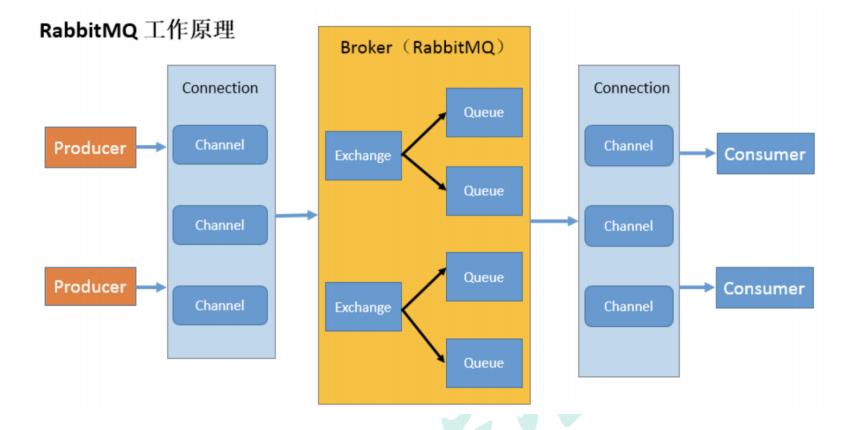 RabbitMQ 工作原理
Broker（RabbitMQ）
Connection
Connection
Producer
Channel
Exchange
Queue
Queue
Channel
Consumer
Channel
Channel
Producer
Channel
Exchange
Queue
Queue
Channel
Consumer